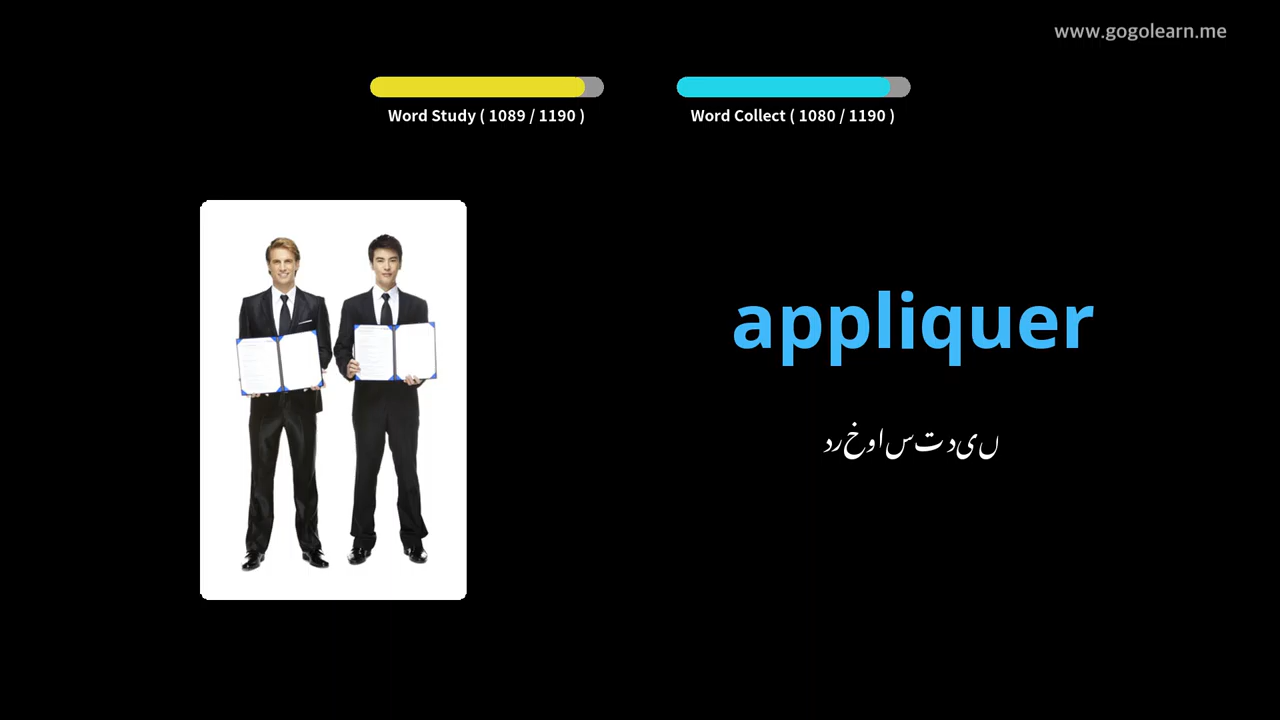 www.gogolearn.me
Word Study ( 1089 / 1190 )
Word Collect ( 1080 / 1190 )
appliquer
درخواست دیں